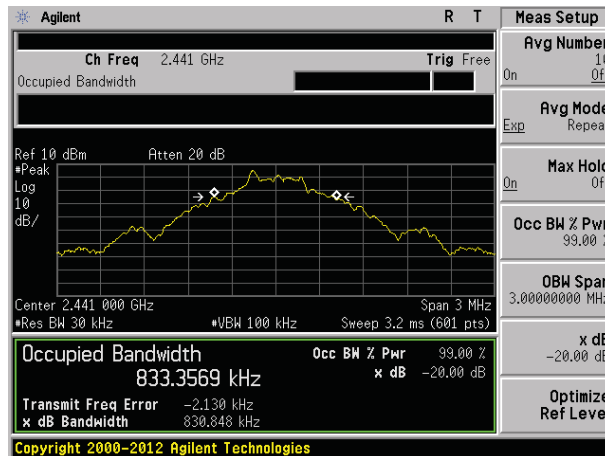 Agilent R T Meas Setup
Avg Number
On
Ch Freq 2.441 GHz Trig Free
Occupied Bandwidth
Exp
Ref 10 dBm Atten 20 dB
#Peak
Log
10
dB/
Max Hold
On
Occ BW % Pwr
99.00 %
OBW Span
3.00000000 MHz
Center 2.441 000 GHz Span 3 MHz
#Res BW 30 kHz #VBW 100 kHz Sweep 3.2 ms (601 pts)
Occupied Bandwidth
833.3569 kHz
Occ BW % Pwr 99.00 %
x dB -20.00 dB
Transmit Freq Error -2.130 kHz
x dB Bandwidth 830.848 kHz
x dB
-20.00 dB
Optimize
Ref Level
Copyright 2000-2012 Agilent Technologies